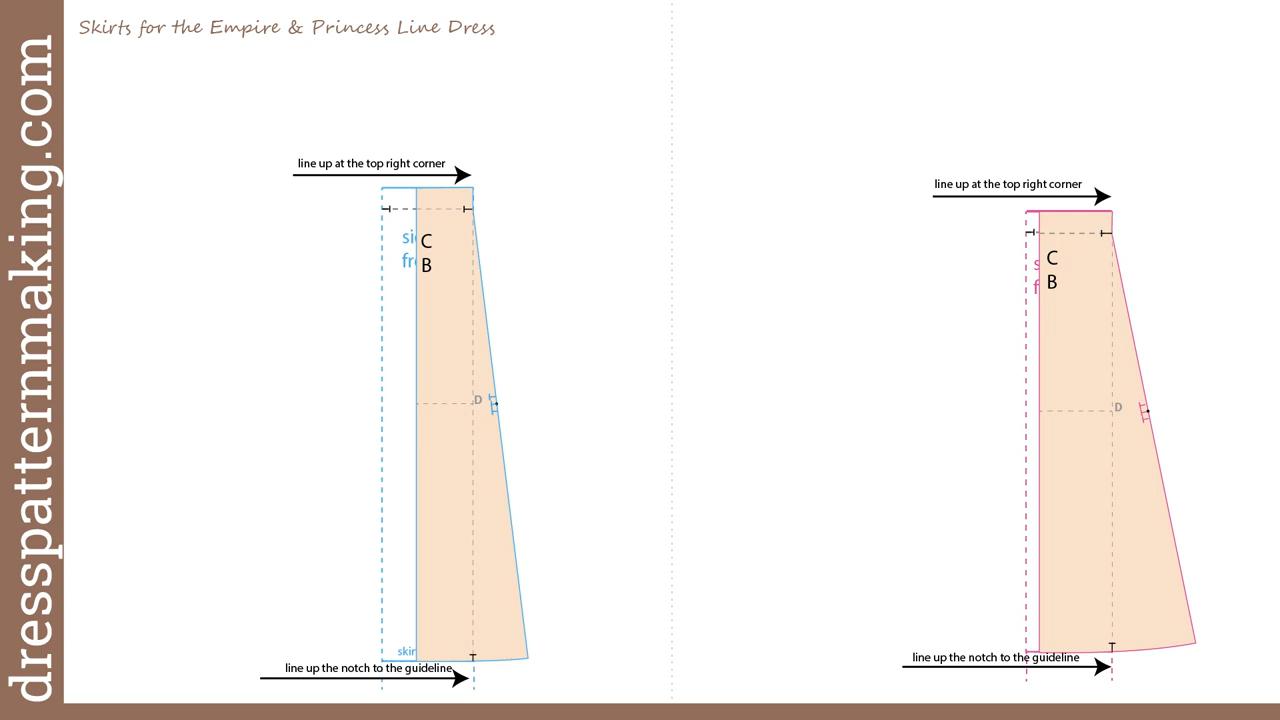 dresspatternmaking.com
Skirts for the Empire & Princess Line Dress
line up at the top right corner
C
B
D
skir
line up the notch to the guideline
line up at the top right corner
C
B
D
line up the notch to the guideline